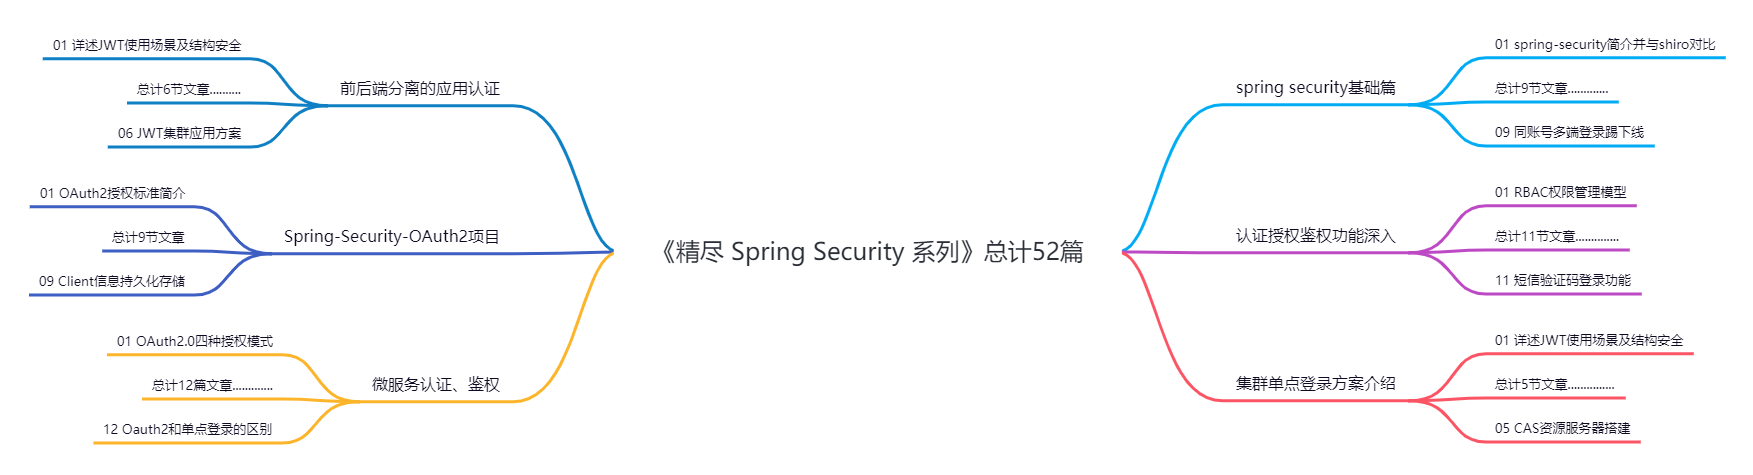 《精尽 Spring Security 系列》总计52篇
spring security基础篇
01 spring-security简介并与shiro对比
总计9节文章.............
09 同账号多端登录踢下线
认证授权鉴权功能深入
01 RBAC权限管理模型
总计11节文章..............
11 短信验证码登录功能
集群单点登录方案介绍
01 详述JWT使用场景及结构安全
总计5节文章...............
05 CAS资源服务器搭建
前后端分离的应用认证
01 详述JWT使用场景及结构安全
总计6节文章..........
06 JWT集群应用方案
Spring-Security-OAuth2项目
01 OAuth2授权标准简介
总计9节文章
09 Client信息持久化存储
微服务认证、鉴权
01 OAuth2.0四种授权模式
总计12篇文章.............
12 Oauth2和单点登录的区别